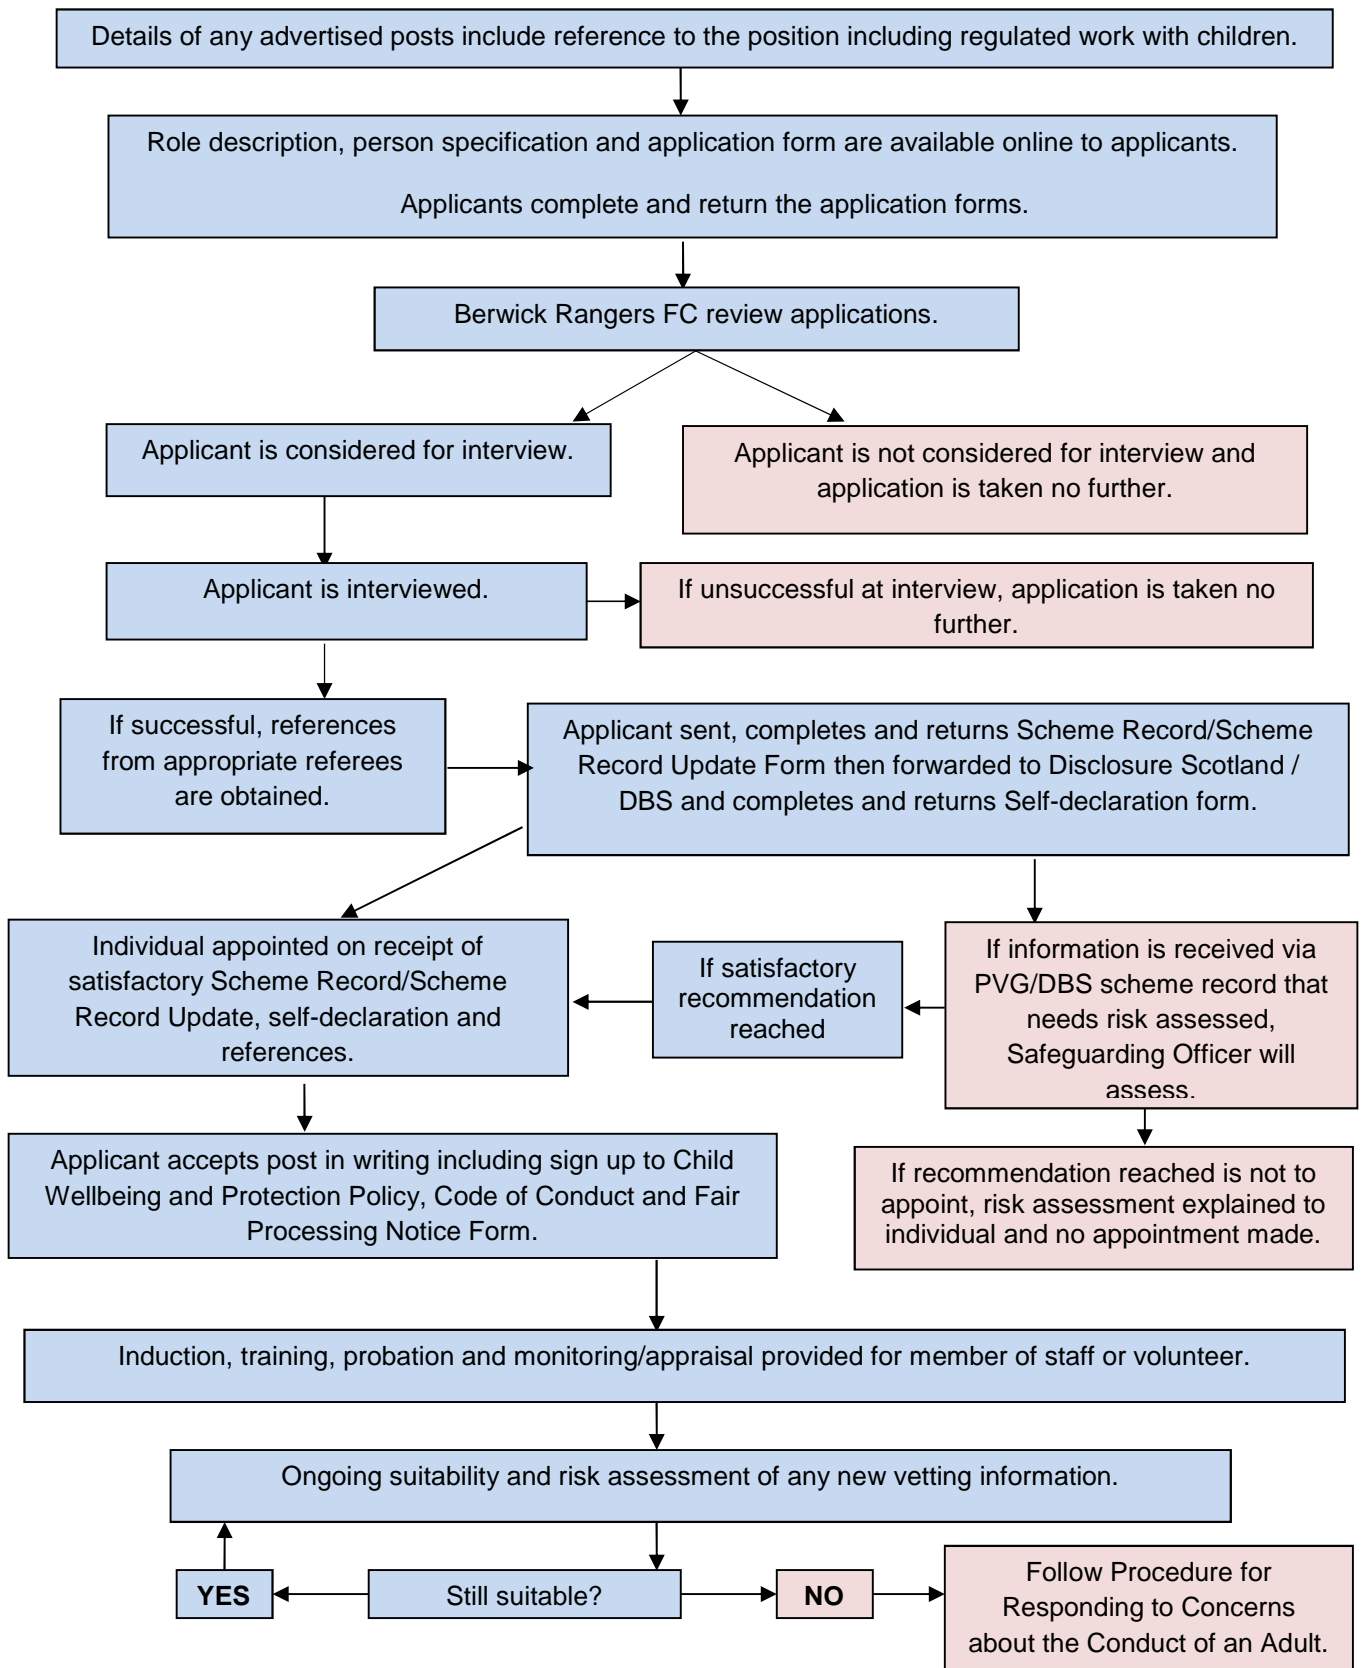 Details of any advertised posts include reference to the position including regulated work with children.
Role description, person specification and application form are available online to applicants.
Applicants complete and return the application forms.
Berwick Rangers FC review applications.
Applicant is considered for interview.
Applicant is not considered for interview and
application is taken no further.
Applicant is interviewed.
If unsuccessful at interview, application is taken no
further.
If successful, references
from appropriate referees
are obtained.
Applicant sent, completes and returns Scheme Record/Scheme
Record Update Form then forwarded to Disclosure Scotland /
DBS and completes and returns Self-declaration form.
Individual appointed on receipt of
satisfactory Scheme Record/Scheme
Record Update, self-declaration and
references.
If satisfactory
recommendation
reached
If information is received via
PVG/DBS scheme record that
needs risk assessed,
Safeguarding Officer will
assess.
Applicant accepts post in writing including sign up to Child
Wellbeing and Protection Policy, Code of Conduct and Fair
Processing Notice Form.
If recommendation reached is not to
appoint, risk assessment explained to
individual and no appointment made.
Induction, training, probation and monitoring/appraisal provided for member of staff or volunteer.
Ongoing suitability and risk assessment of any new vetting information.
YES
Still suitable?
NO
Follow Procedure for
Responding to Concerns
about the Conduct of an Adult.